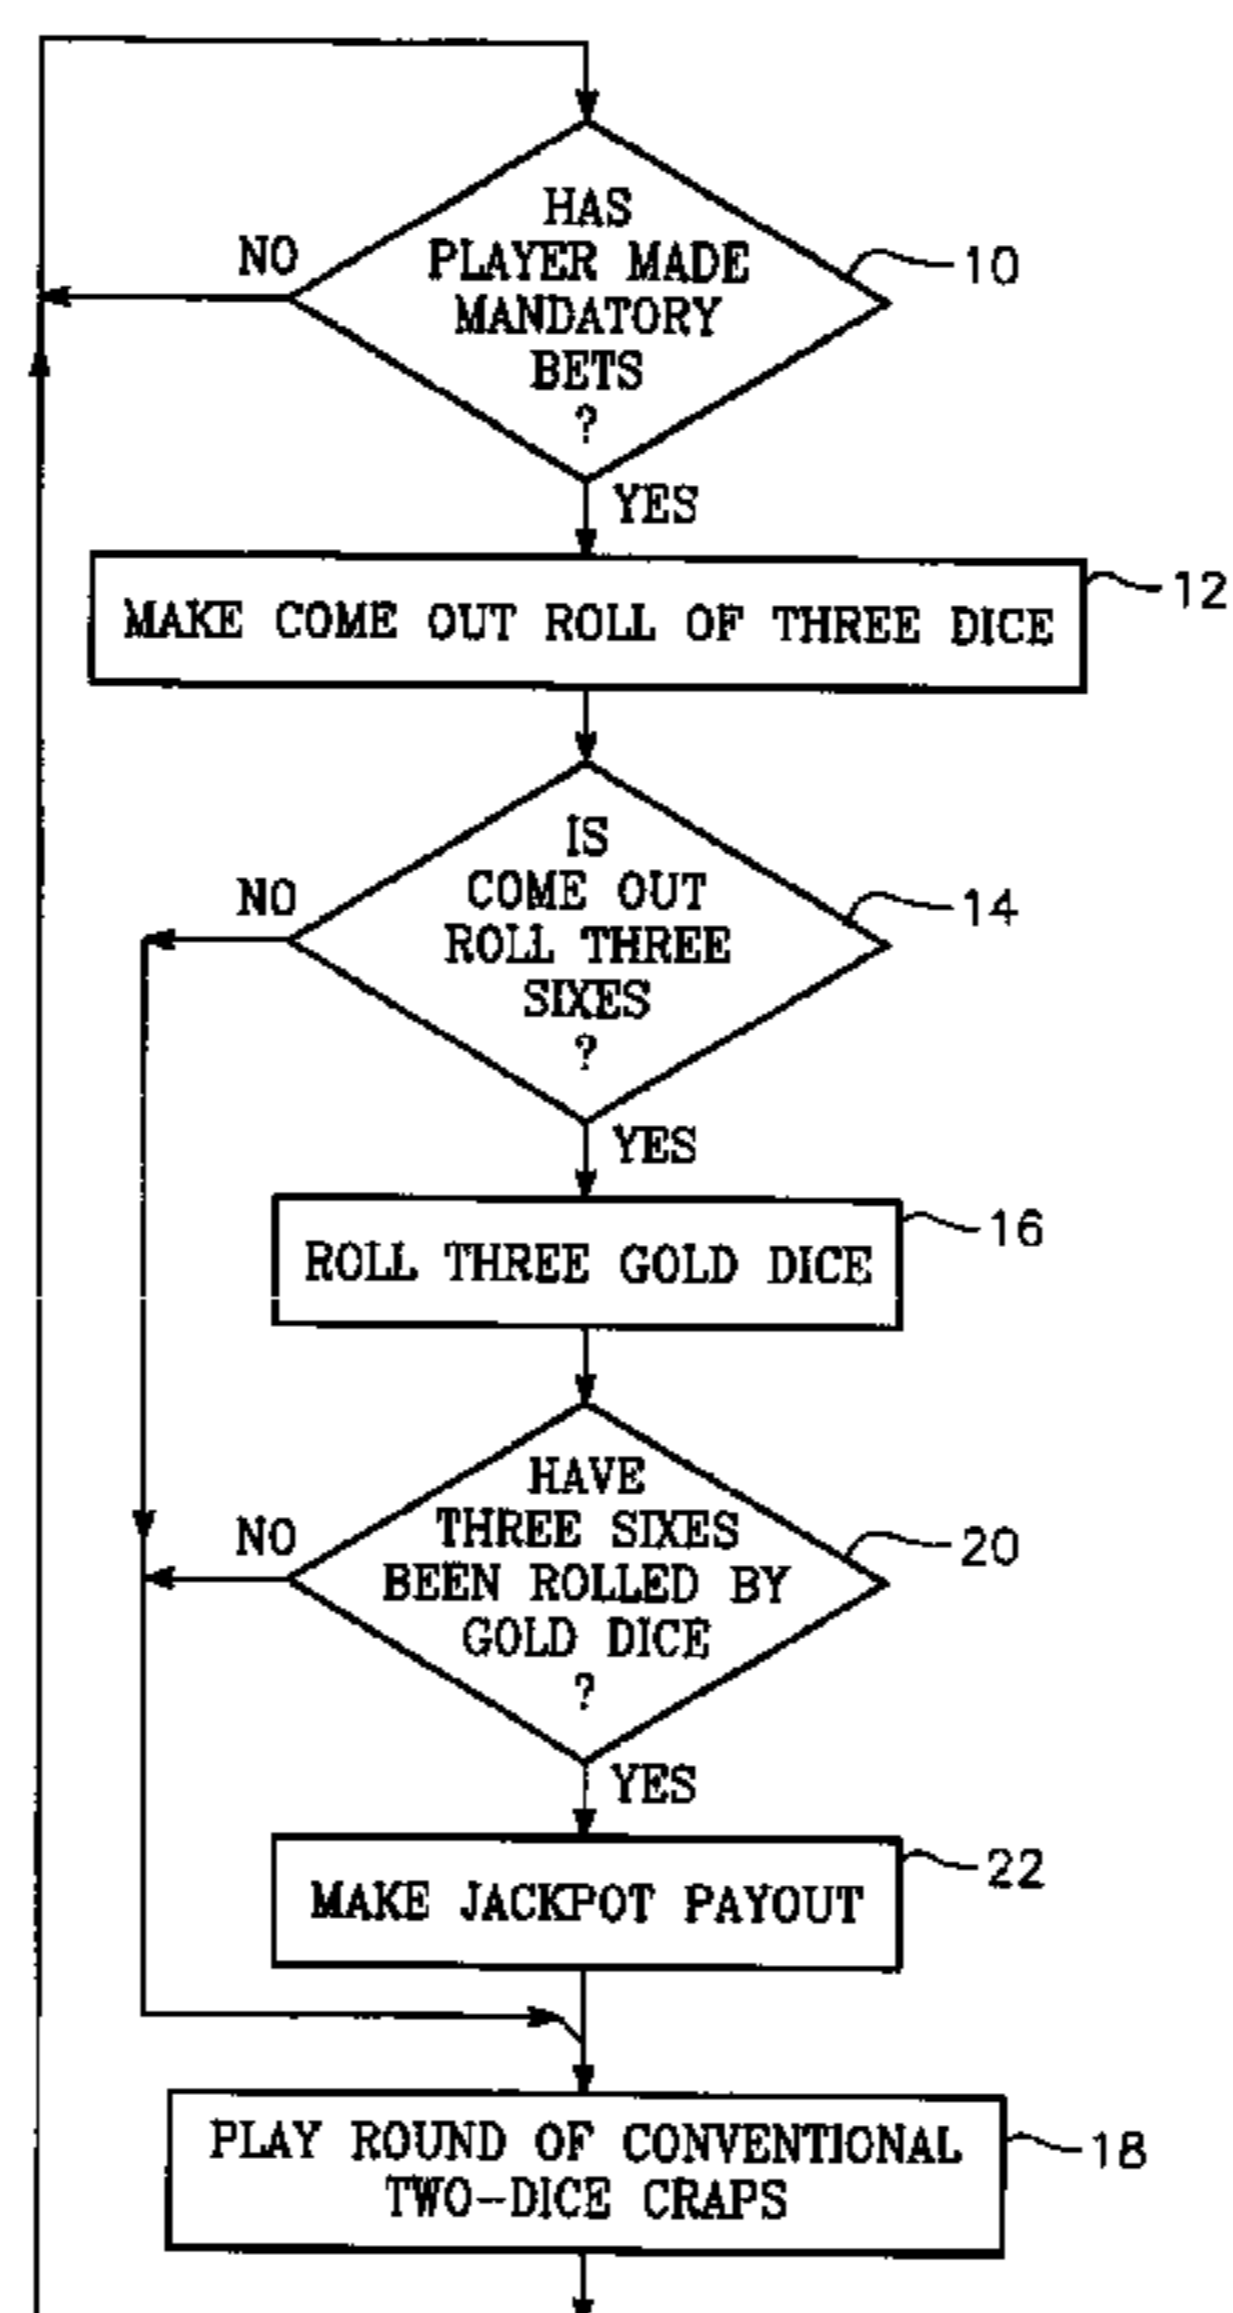 HAS
PLAYER MADE
MANDATORY
BETS
?
NO
10
YES
MAKE COME OUT ROLL OF THREE DICE
12
IS
COME OUT
ROLL THREE
SIXES
?
NO
14
YES
ROLL THREE GOLD DICE
16
HAVE
THREE SIXES
BEEN ROLLED BY
GOLD DICE
?
NO
20
YES
MAKE JACKPOT PAYOUT
22
PLAY ROUND OF CONVENTIONAL
TWO-DICE CRAPS
18